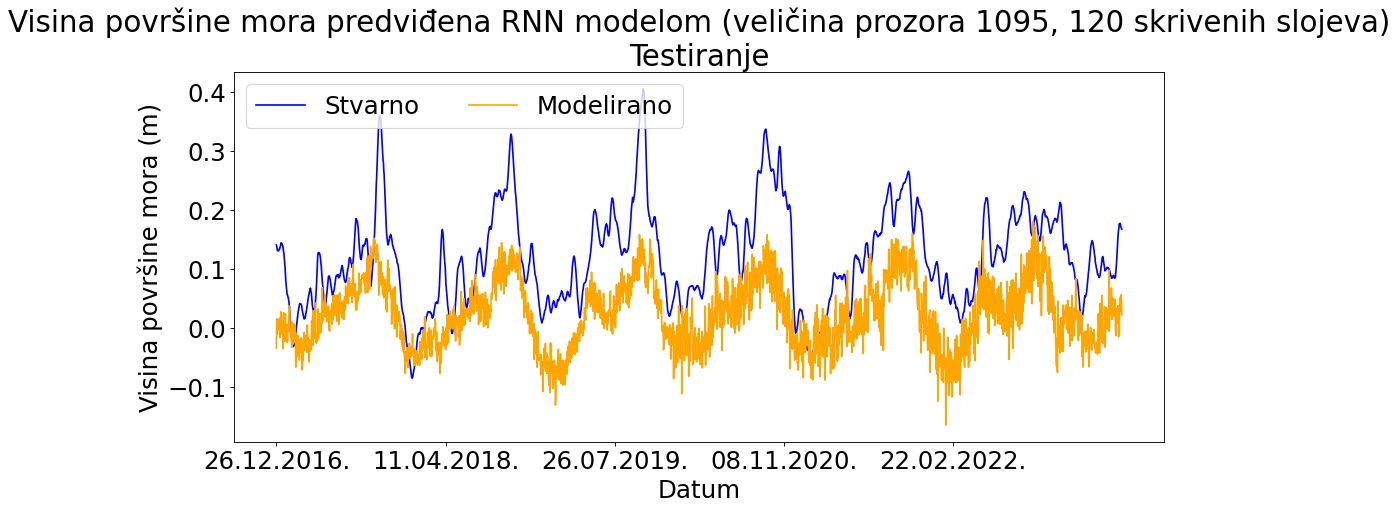 Visina površine mora predviđena RNN modelom (veličina prozora 1095, 120 skrivenih slojeva)
Testiranje
Stvarno Modelirano
Visina površine mora (m)
0.4
0.3
0.2
0.1
0.0
−0.1
26.12.2016. 11.04.2018. 26.07.2019. 08.11.2020. 22.02.2022.
Datum